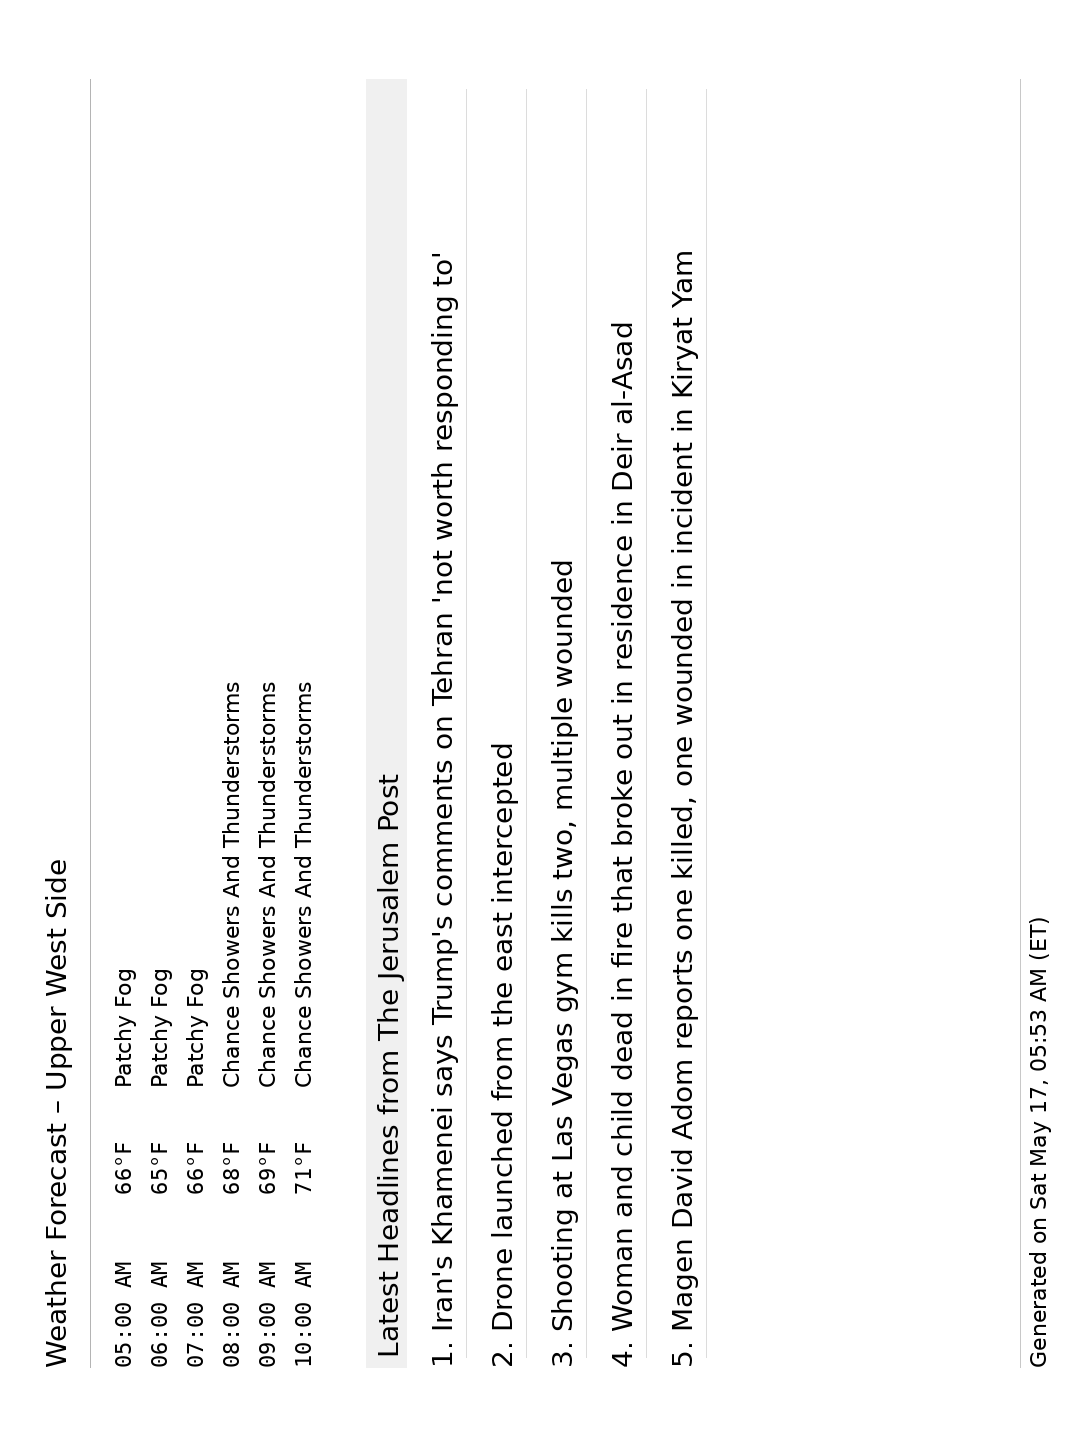 Weather Forecast – Upper West Side
05:00 AM 66°F Patchy Fog
06:00 AM 65°F Patchy Fog
07:00 AM 66°F Patchy Fog
08:00 AM 68°F Chance Showers And Thunderstorms
09:00 AM 69°F Chance Showers And Thunderstorms
10:00 AM 71°F Chance Showers And Thunderstorms
Latest Headlines from The Jerusalem Post
1. Iran's Khamenei says Trump's comments on Tehran 'not worth responding to'
2. Drone launched from the east intercepted
3. Shooting at Las Vegas gym kills two, multiple wounded
4. Woman and child dead in fire that broke out in residence in Deir al-Asad
5. Magen David Adom reports one killed, one wounded in incident in Kiryat Yam
Generated on Sat May 17, 05:53 AM (ET)